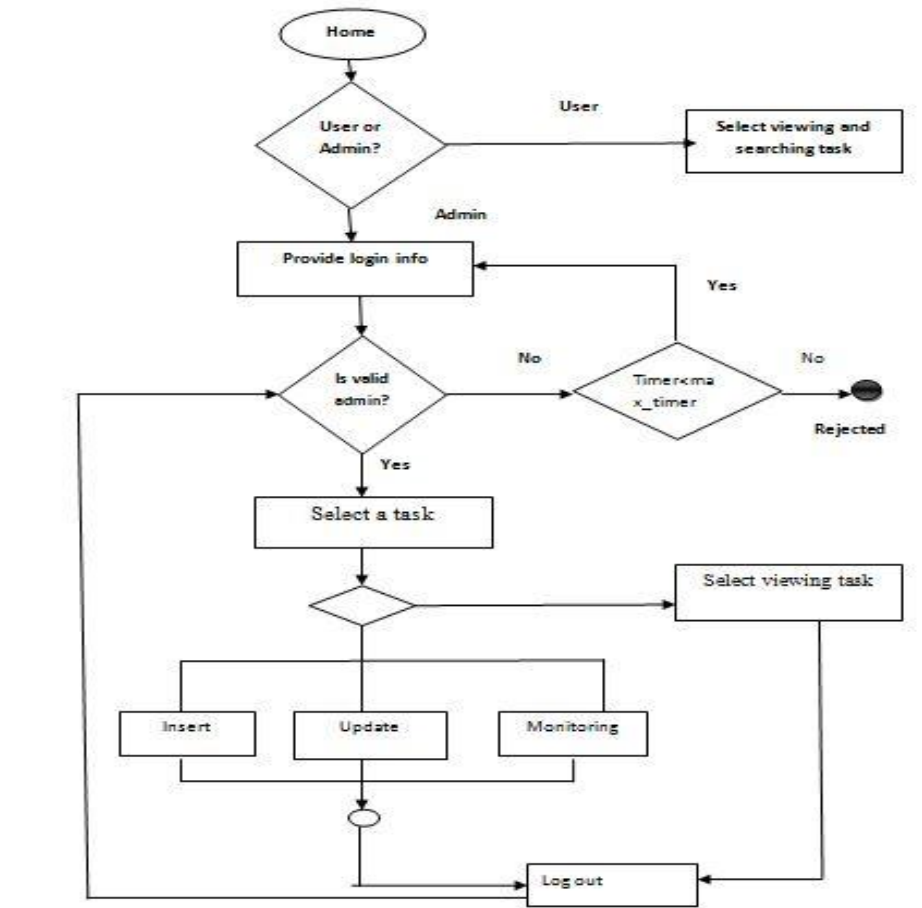 Home
User or
Admin?
User
Select viewing and
searching task
Admin
Provide login info
Yes
Is valid
admin?
No
Timer<ma
x_timer
No
Rejected
Yes
Select a task
Select viewing task
Insert
Update
Monitoring
Log out